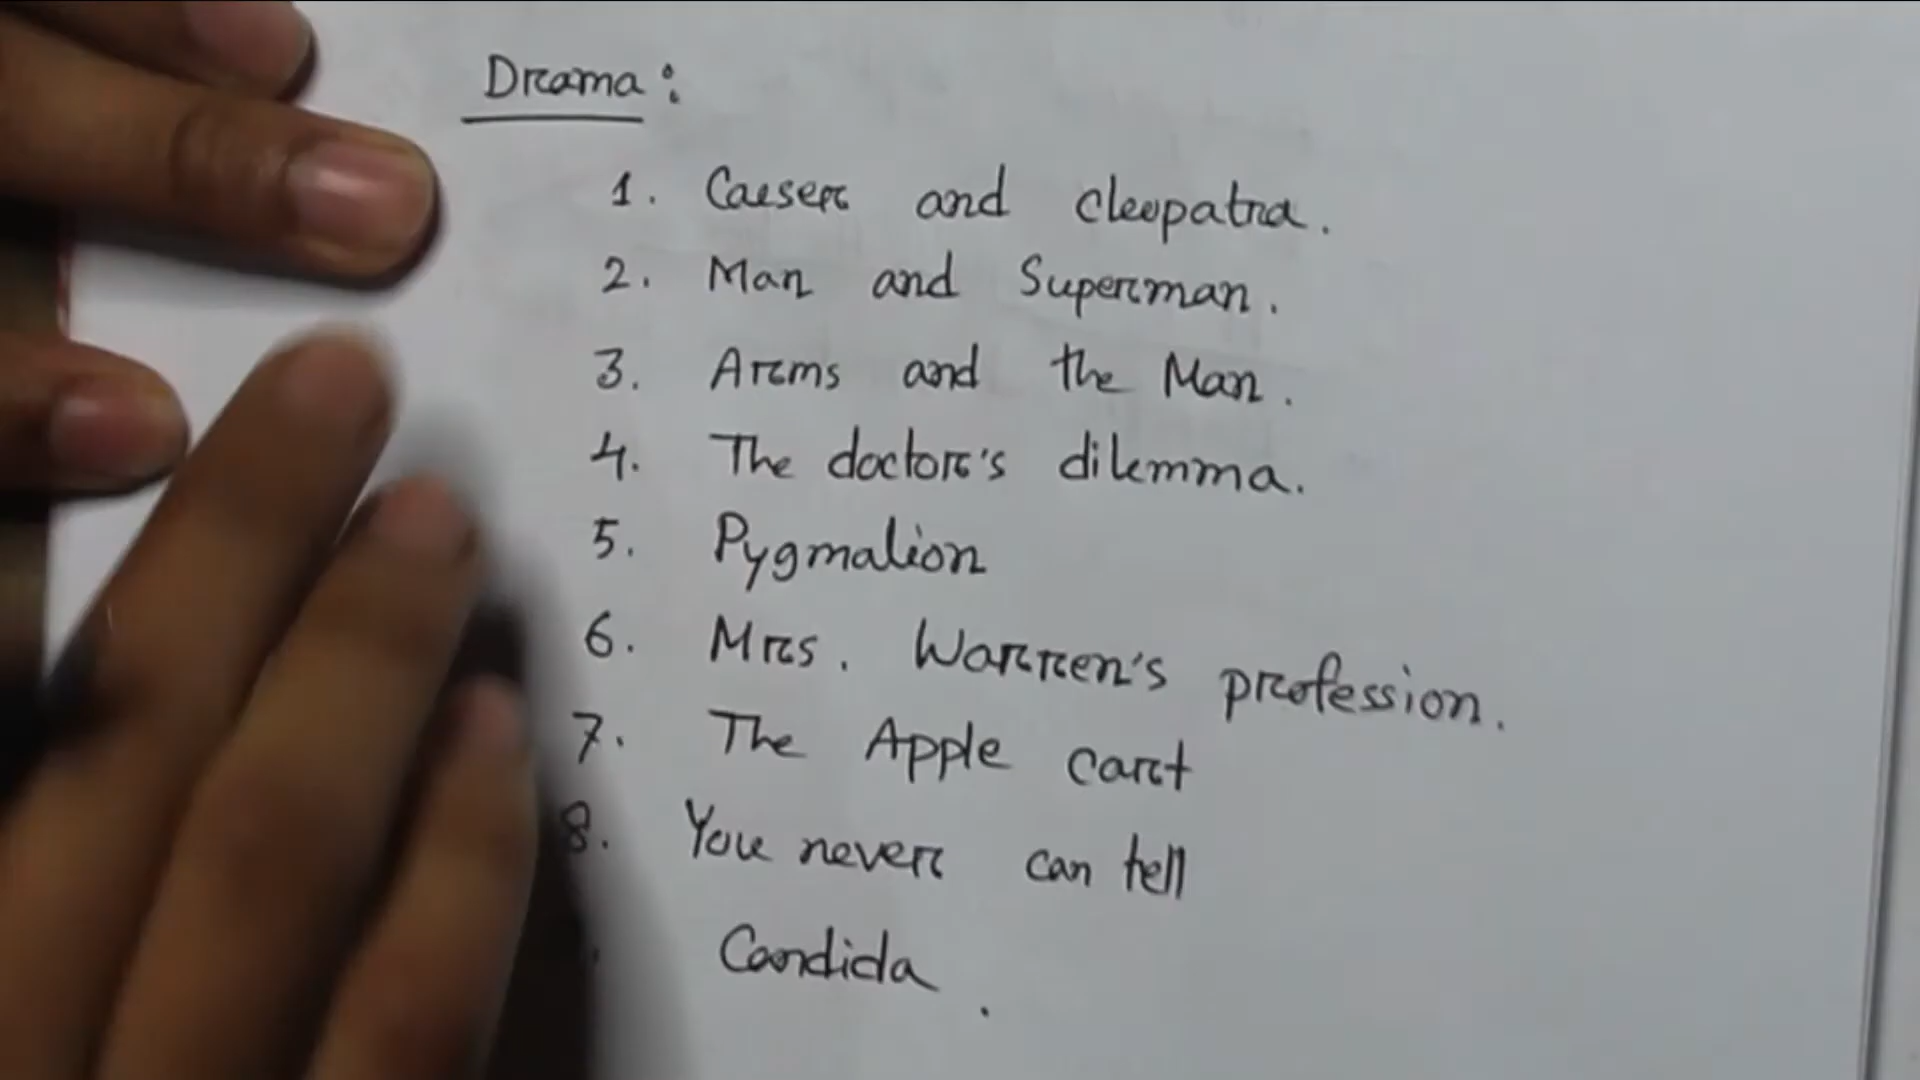 Drama:
1. Caeser and cleopatra.
2. Man and Superman.
3. Arms and the Man.
4. The doctor's dilemma.
5. Pygmalion
6. Mrs. Warren's profession.
7. The Apple cart
8. You never can tell
Candida.